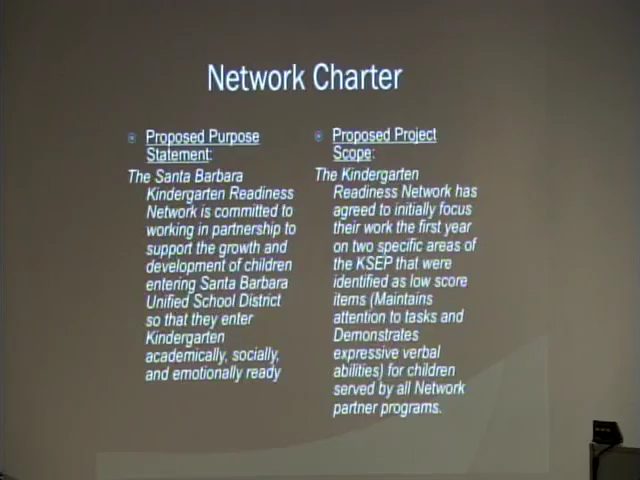 Network Charter
Proposed Purpose
Statement:
The Santa Barbara
Kindergarten Readiness
Network is committed to
working in partnership to
support the growth and
development of children
entering Santa Barbara
Unified School District
so that they enter
Kindergarten
academically, socially,
and emotionally ready
Proposed Project
Scope:
The Kindergarten
Readiness Network has
agreed to initially focus
their work the first year
on two specific areas of
the KSEP that were
identified as low score
items (Maintains
attention to tasks and
Demonstrates
expressive verbal
abilities) for children
served by all Network
partner programs.